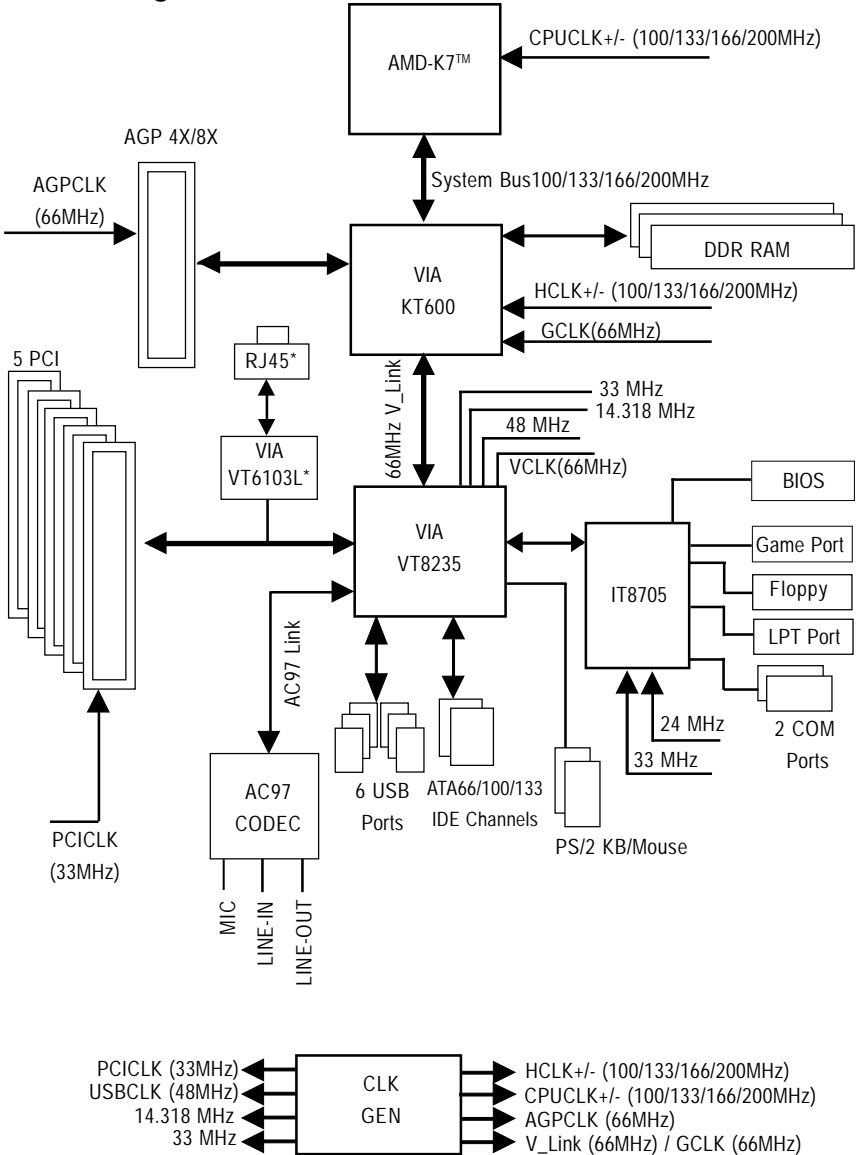 AMD-K7™
CPUCLK+/- (100/133/166/200MHz)
AGP 4X/8X
System Bus100/133/166/200MHz
AGPCLK
(66MHz)
DDR RAM
VIA
KT600
HCLK+/- (100/133/166/200MHz)
GCLK(66MHz)
5 PCI
RJ45*
66MHz V_Link
33 MHz
14.318 MHz
48 MHz
VCLK(66MHz)
VIA
VT6103L*
VIA
VT8235
BIOS
Game Port
IT8705
Floppy
LPT Port
AC97 Link
24 MHz
33 MHz
2 COM
Ports
AC97
CODEC
6 USB
Ports
ATA66/100/133
IDE Channels
PS/2 KB/Mouse
PCICLK
(33MHz)
MIC
LINE-IN
LINE-OUT
PCICLK (33MHz)
USBCLK (48MHz)
14.318 MHz
33 MHz
CLK
GEN
HCLK+/- (100/133/166/200MHz)
CPUCLK+/- (100/133/166/200MHz)
AGPCLK (66MHz)
V_Link (66MHz) / GCLK (66MHz)